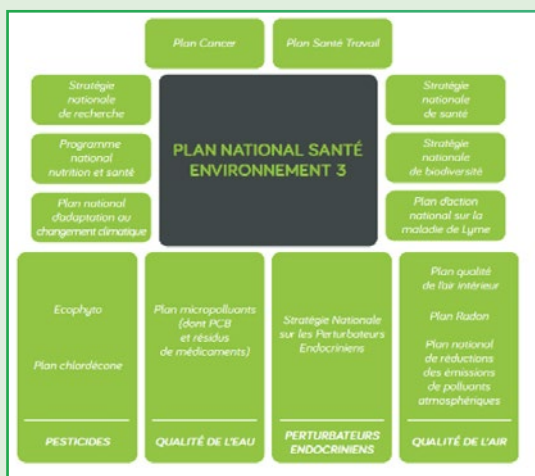 Plan Cancer
Plan Santé Travail
Stratégie
nationale
de recherche
Programme
national
nutrition et santé
Plan national
d'adaptation au
changement climatique
PLAN NATIONAL SANTÉ
ENVIRONNEMENT 3
Stratégie
nationale
de santé
Stratégie
nationale
de biodiversité
Plan d'action
national sur la
maladie de Lyme
Ecophyto
Plan chlordécone
PESTICIDES
Plan micropolluants
(dont PCB
et résidus
de médicaments)
QUALITÉ DE L'EAU
Stratégie Nationale
sur les Perturbateurs
Endocriniens
PERTURBATEURS
ENDOCRINIENS
Plan qualité
de l'air intérieur
Plan Radon
Plan national
de réductions
des émissions
de polluants
atmosphériques
QUALITÉ DE L'AIR